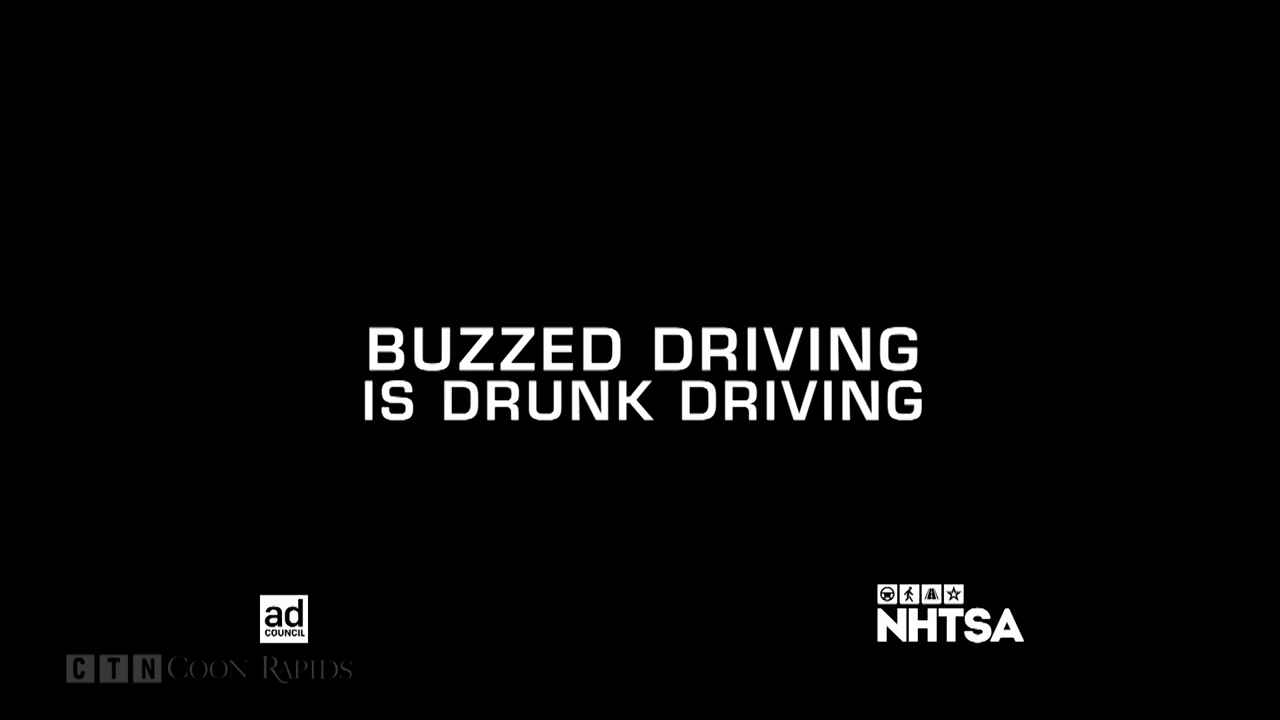 BUZZED DRIVING
IS DRUNK DRIVING
ad
COUNCIL
NHTSA
CTN COON RAPIDS